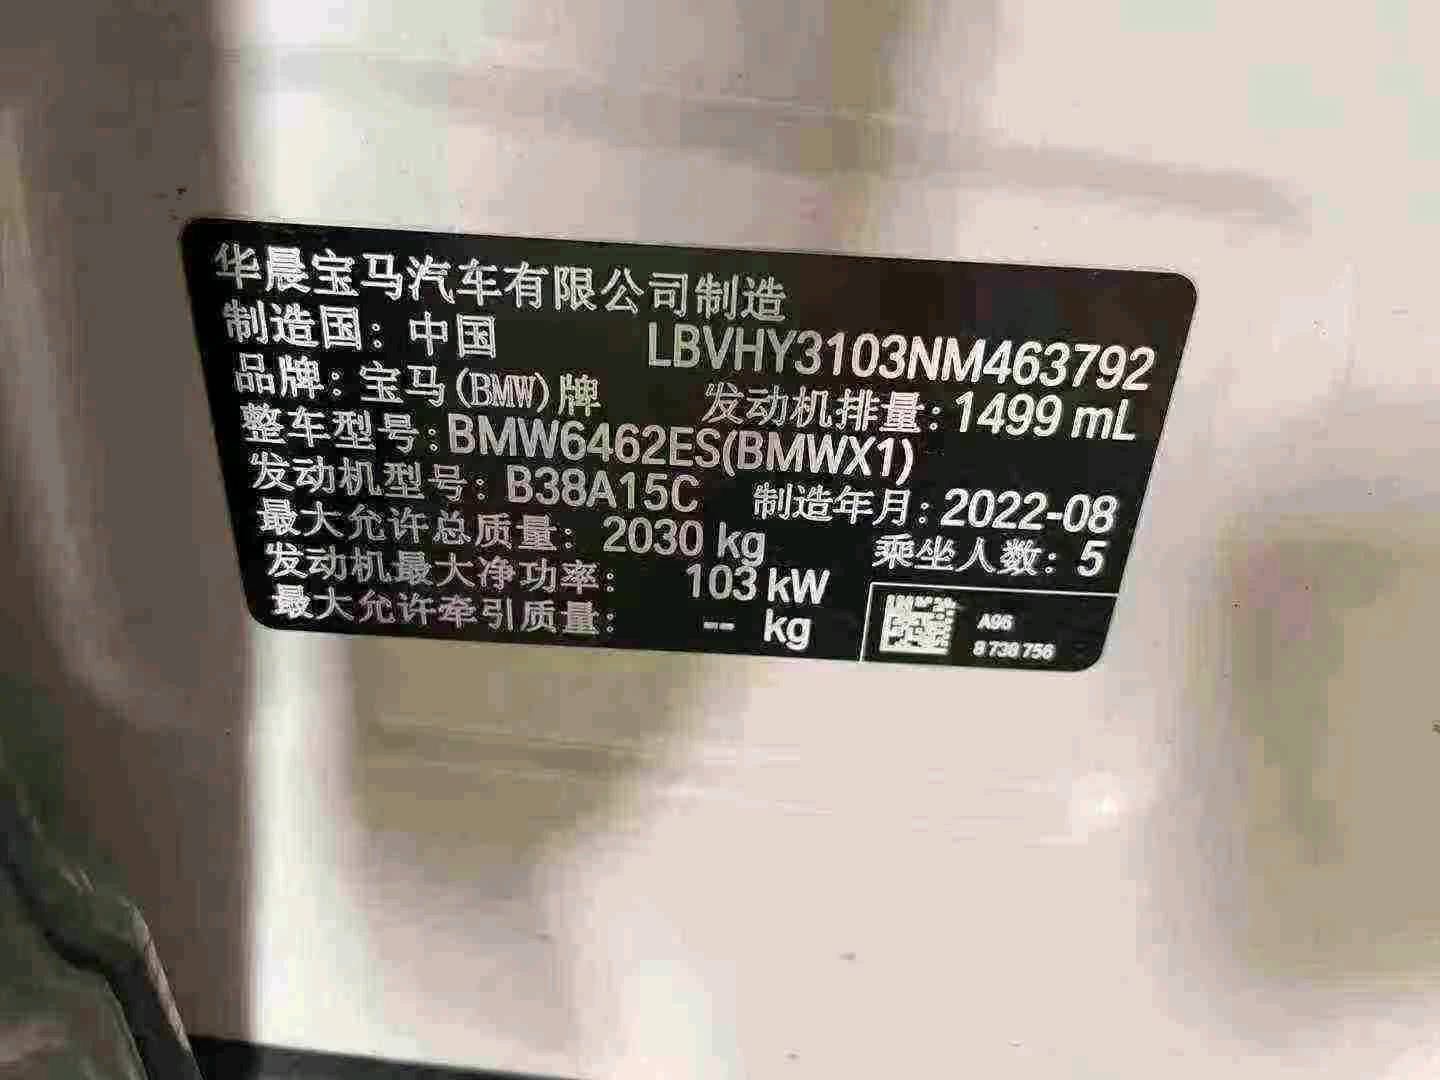 华晨宝马汽车有限公司制造
制造国：中国 LBVHY3103NM463792
品牌：宝马(BMW)牌 发动机排量：1499 mL
整车型号：BMW6462ES(BMWX1)
发动机型号：B38A15C 制造年月：2022-08
最大允许总质量：2030 kg 乘坐人数：5
发动机最大净功率：103 kW
最大允许牵引质量：-- kg
A96
8 738 756